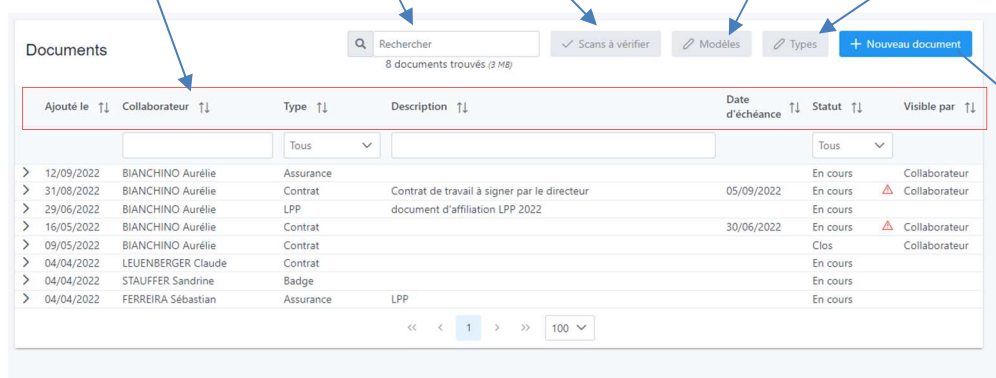 Documents
Rechercher
Scans à vérifier
Modèles
Types
+ Nouveau document
8 documents trouvés (3 MB)
Ajouté le Collaborateur Type Description Date d'échéance Statut Visible par
Tous Tous
12/09/2022 BIANCHINO Aurélie Assurance En cours Collaborateur
31/08/2022 BIANCHINO Aurélie Contrat Contrat de travail à signer par le directeur 05/09/2022 En cours Collaborateur
29/06/2022 BIANCHINO Aurélie LPP document d'affiliation LPP 2022 En cours
16/05/2022 BIANCHINO Aurélie Contrat 30/06/2022 En cours Collaborateur
09/05/2022 BIANCHINO Aurélie Contrat Clos Collaborateur
04/04/2022 LEUENBERGER Claude Contrat En cours
04/04/2022 STAUFFER Sandrine Badge En cours
04/04/2022 FERREIRA Sébastian Assurance LPP En cours
<< < 1 > >> 100